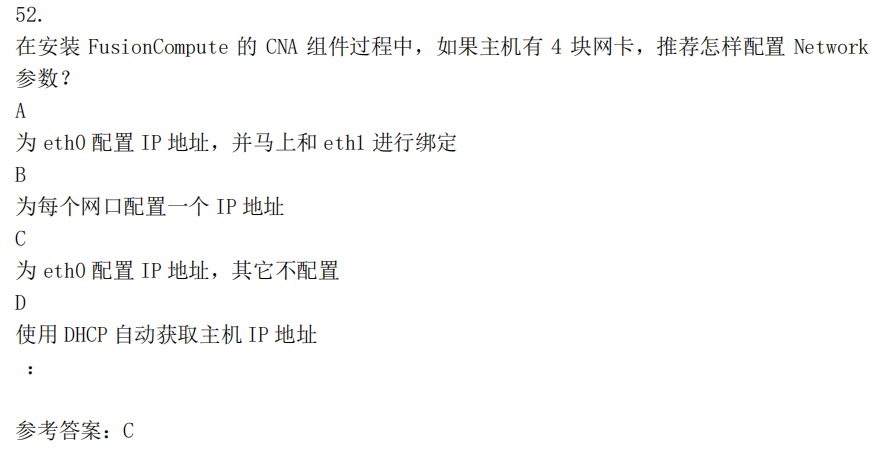 52.
在安装 FusionCompute 的 CNA 组件过程中，如果主机有 4 块网卡，推荐怎样配置 Network
参数？
A
为 eth0 配置 IP 地址，并马上和 eth1 进行绑定
B
为每个网口配置一个 IP 地址
C
为 eth0 配置 IP 地址，其它不配置
D
使用 DHCP 自动获取主机 IP 地址
：
参考答案：C